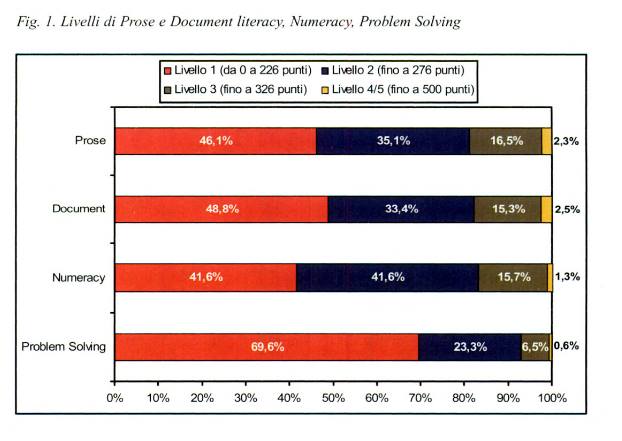 Fig. 1. Livelli di Prose e Document literacy, Numeracy, Problem Solving
Livello 1 (da 0 a 226 punti) Livello 2 (fino a 276 punti)
Livello 3 (fino a 326 punti) Livello 4/5 (fino a 500 punti)
Prose 46,1% 35,1% 16,5% 2,3%
Document 48,8% 33,4% 15,3% 2,5%
Numeracy 41,6% 41,6% 15,7% 1,3%
Problem Solving 69,6% 23,3% 6,5% 0,6%
0% 10% 20% 30% 40% 50% 60% 70% 80% 90% 100%